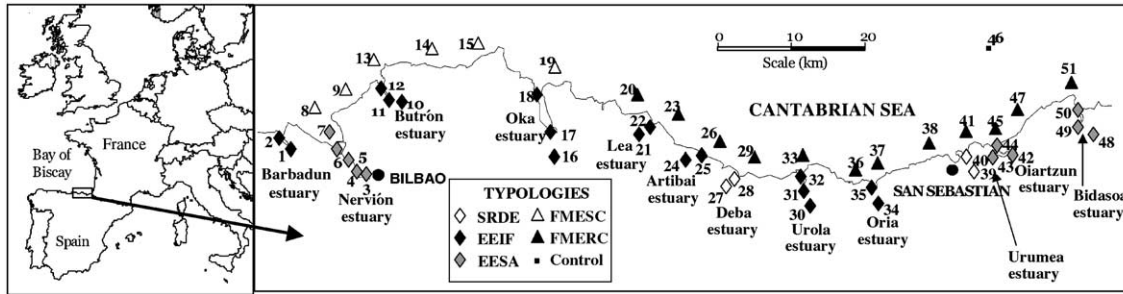 Bay of
Biscay
France
Spain
0 10 20
Scale (km)
46
CANTABRIAN SEA
1
2
Barbadun
estuary
3
4
5
6
7
8
9
BILBAO
Nervión
estuary
10
11
12
13
14
15
Butrón
estuary
16
17
18
19
Oka
estuary
20
21
22
23
Lea
estuary
24
25
26
Artibai
estuary
27
28
29
Deba
estuary
30
31
32
33
Urola
estuary
34
35
36
37
Oria
estuary
38
SAN SEBASTIAN
39
40
41
Urumea
estuary
42
43
44
45
47
Oiartzun
estuary
48
49
50
51
Bidasoa
estuary
TYPOLOGIES
SRDE
FMESC
EEIF
FMERC
EESA
Control